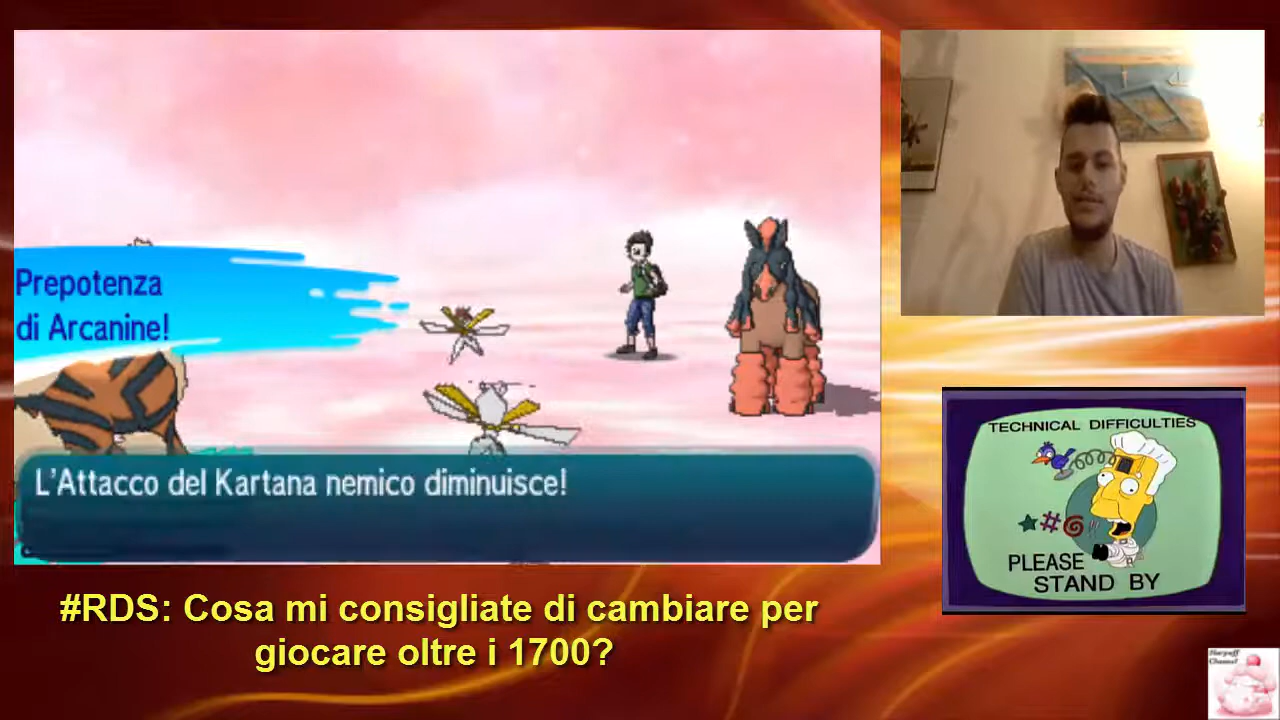 Prepotenza
di Arcanine!
L'Attacco del Kartana nemico diminuisce!
#RDS: Cosa mi consigliate di cambiare per
giocare oltre i 1700?
TECHNICAL DIFFICULTIES
PLEASE
STAND BY
Channel